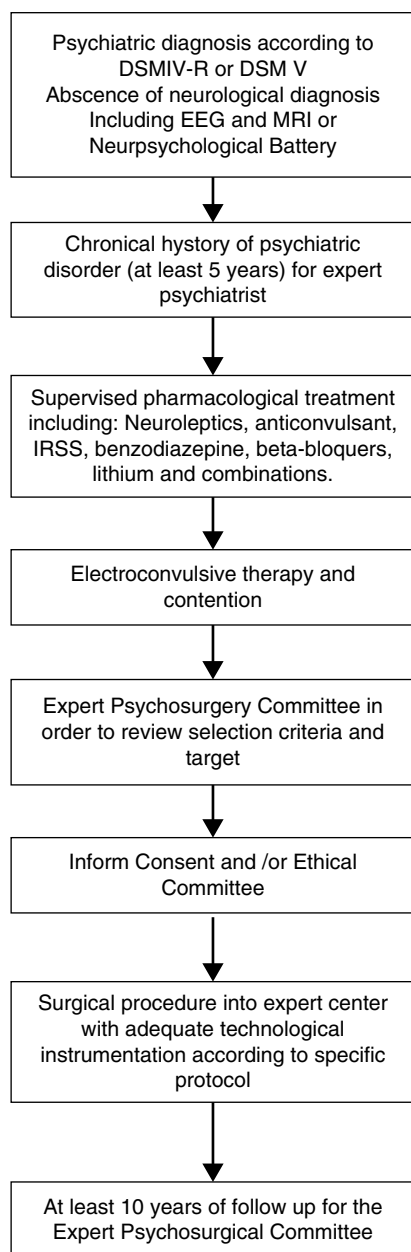 Psychiatric diagnosis according to
DSMIV-R or DSM V
Abscence of neurological diagnosis
Including EEG and MRI or
Neurpsychological Battery
Chronical hystory of psychiatric
disorder (at least 5 years) for expert
psychiatrist
Supervised pharmacological treatment
including: Neuroleptics, anticonvulsant,
IRSS, benzodiazepine, beta-bloquers,
lithium and combinations.
Electroconvulsive therapy and
contention
Expert Psychosurgery Committee in
order to review selection criteria and
target
Inform Consent and /or Ethical
Committee
Surgical procedure into expert center
with adequate technological
instrumentation according to specific
protocol
At least 10 years of follow up for the
Expert Psychosurgical Committee